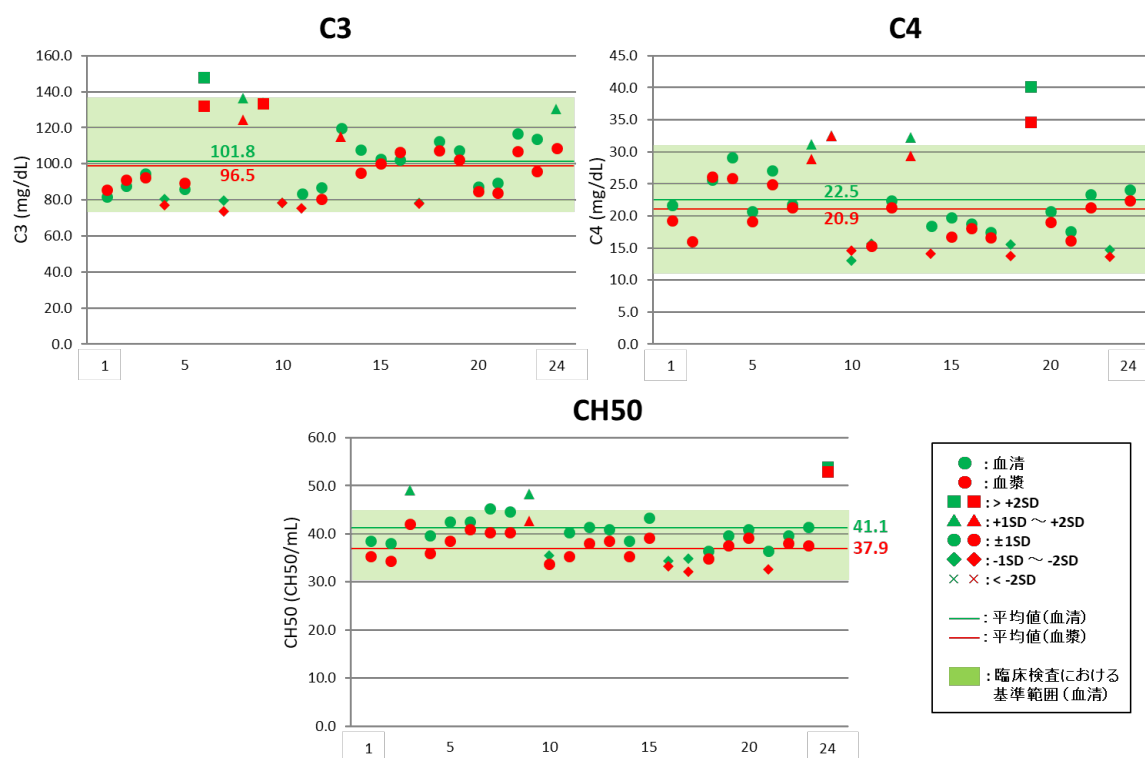 C3
C3 (mg/dL)
160.0
140.0
120.0
100.0
80.0
60.0
40.0
20.0
0.0
101.8
96.5
1
5
10
15
20
24
C4
C4 (mg/dL)
45.0
40.0
35.0
30.0
25.0
20.0
15.0
10.0
5.0
0.0
22.5
20.9
1
5
10
15
20
24
CH50
CH50 (CH50/mL)
60.0
50.0
40.0
30.0
20.0
10.0
0.0
41.1
37.9
1
5
10
15
20
24
: 血清
: 血漿
: > +2SD
: +1SD ～ +2SD
: ±1SD
: -1SD ～ -2SD
: < -2SD
: 平均値(血清)
: 平均値(血漿)
: 臨床検査における
基準範囲(血清)